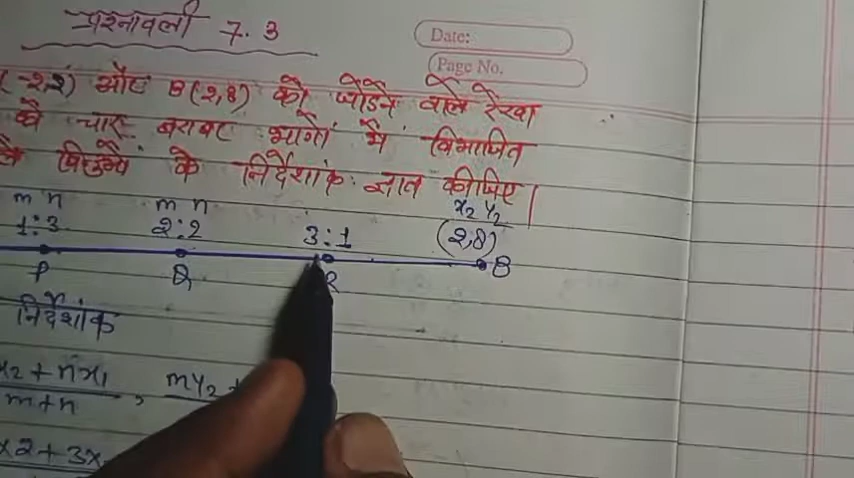 प्रश्नावली 7.3
Date:
Page No.
(-2,2) और B(2,8) को जोडने वाले रेखा
को चार बराबर भागों में विभाजित
बिन्दुओं के निर्देशांक ज्ञात कीजिए।
m n m n x2 y2
1:3 2:2 3:1 (2,8)
P Q R B
निर्देशांक
x2 + nx1 , my2 +
m+n
x2 + 3x